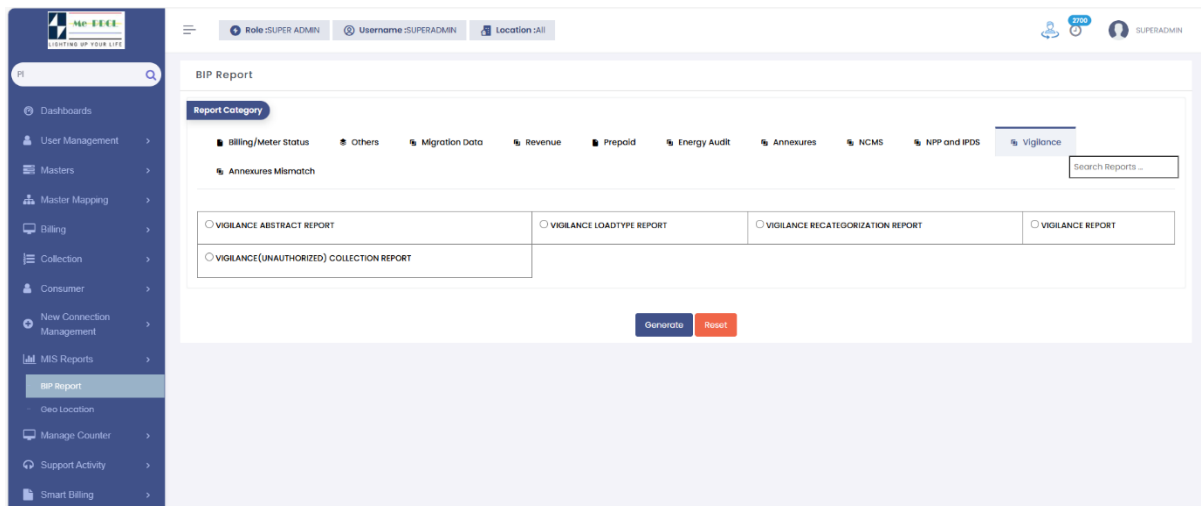 Me PDCL
LIGHTING UP YOUR LIFE
Role :SUPER ADMIN Username :SUPERADMIN Location :All
2700
SUPERADMIN
PI
Dashboards
User Management
Masters
Master Mapping
Billing
Collection
Consumer
New Connection
Management
MIS Reports
BIP Report
Geo Location
Manage Counter
Support Activity
Smart Billing
BIP Report
Report Category
Billing/Meter Status Others Migration Data Revenue Prepaid Energy Audit Annexures NCMS NPP and IPDS Vigilance
Annexures Mismatch
Search Reports ...
VIGILANCE ABSTRACT REPORT VIGILANCE LOADTYPE REPORT VIGILANCE RECATEGORIZATION REPORT VIGILANCE REPORT
VIGILANCE(UNAUTHORIZED) COLLECTION REPORT
Generate Reset